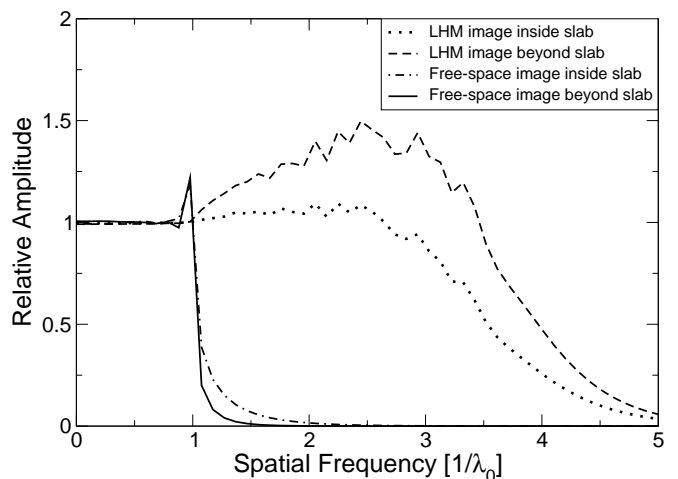 2
LHM image inside slab
LHM image beyond slab
Free-space image inside slab
Free-space image beyond slab
1.5
1
0.5
0
Relative Amplitude
0 1 2 3 4 5
Spatial Frequency [1/λ0]